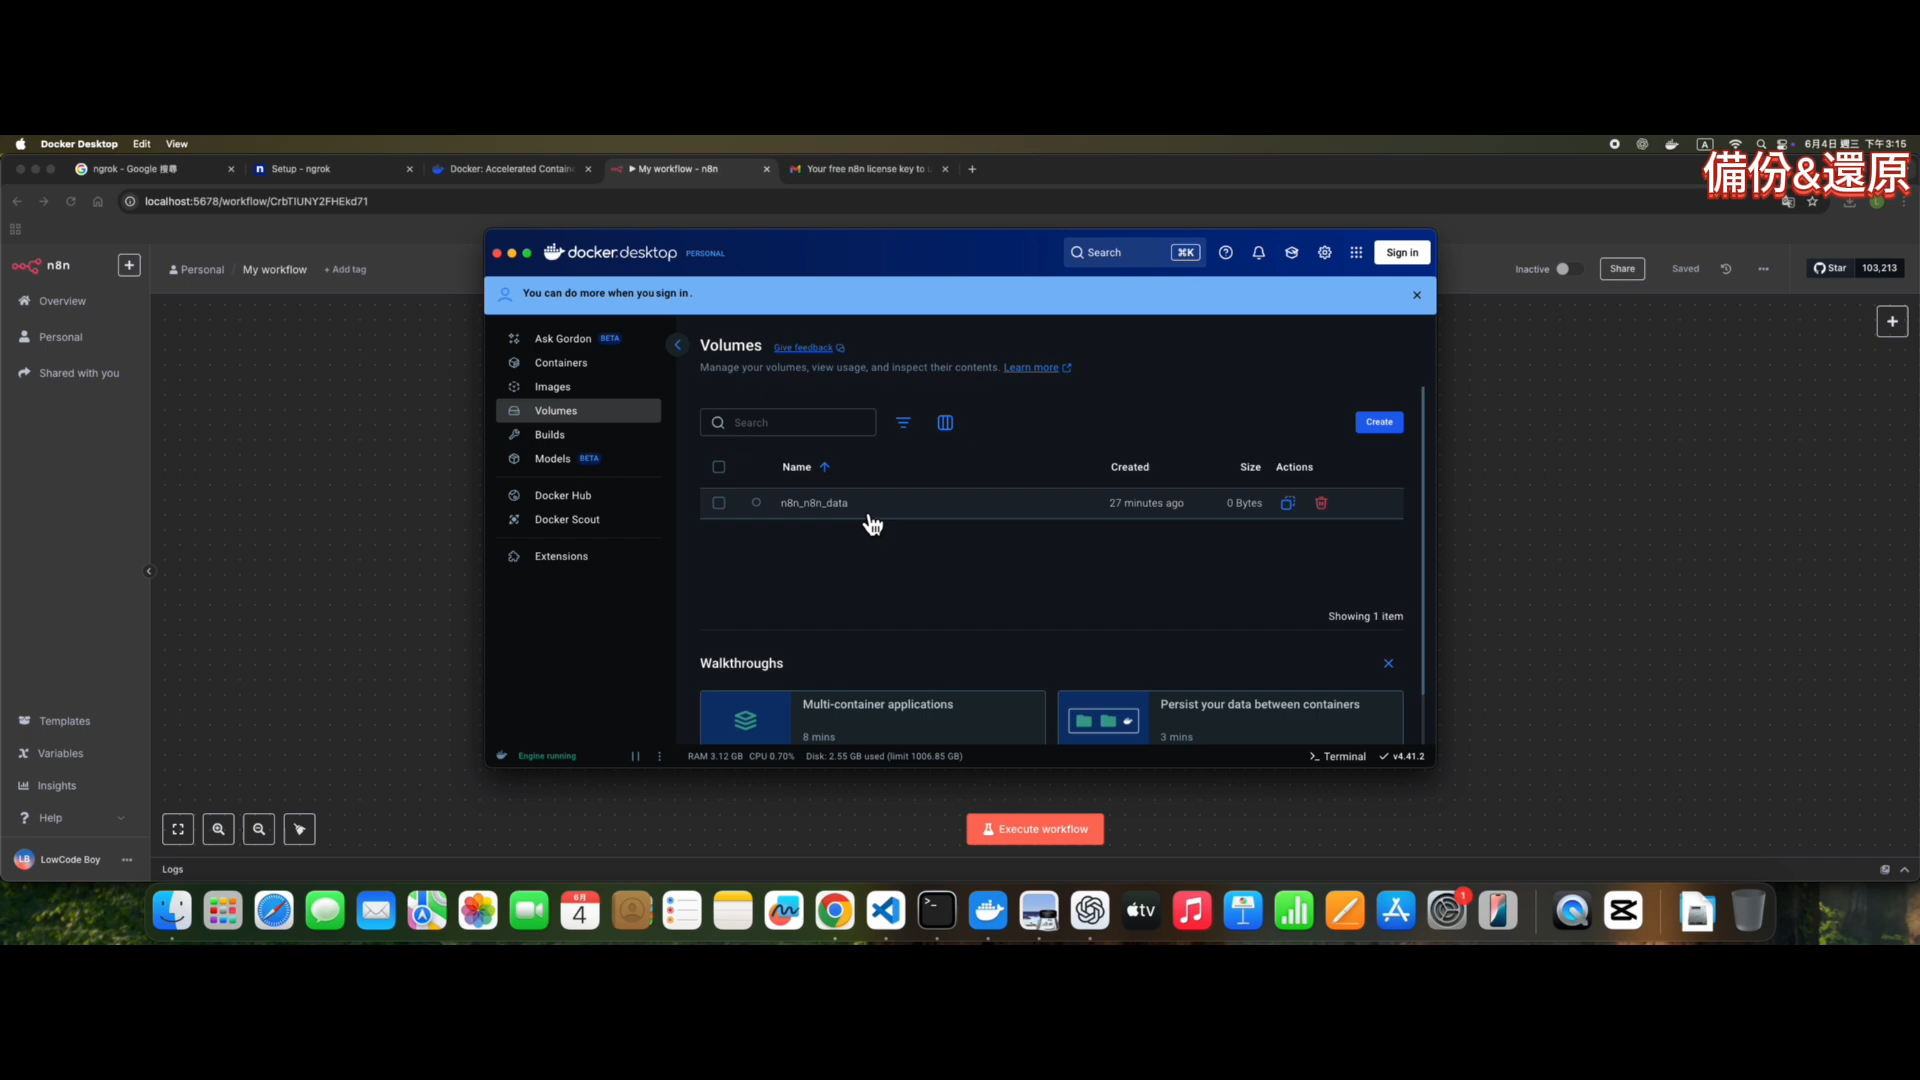 Docker Desktop Edit View
A 6月4日 週三 下午3:15
備份&還原
ngrok - Google 搜尋
Setup - ngrok
Docker: Accelerated Contain
My workflow - n8n
Your free n8n license key to u
localhost:5678/workflow/CrbTIUNY2FHEkd71
n8n
Personal / My workflow + Add tag
Inactive
Share
Saved
Star 103,213
Overview
Personal
Shared with you
Templates
Variables
Insights
Help
LB LowCode Boy
docker.desktop PERSONAL
Search ⌘K
Sign in
You can do more when you sign in.
Ask Gordon BETA
Containers
Images
Volumes
Builds
Models BETA
Docker Hub
Docker Scout
Extensions
Volumes Give feedback
Manage your volumes, view usage, and inspect their contents. Learn more
Search
Create
Name Created Size Actions
n8n_n8n_data 27 minutes ago 0 Bytes
Showing 1 item
Walkthroughs
Multi-container applications
8 mins
Persist your data between containers
3 mins
Engine running
RAM 3.12 GB CPU 0.70% Disk: 2.55 GB used (limit 1006.85 GB)
>_ Terminal
v4.41.2
Execute workflow
Logs
6月
4
tv
1